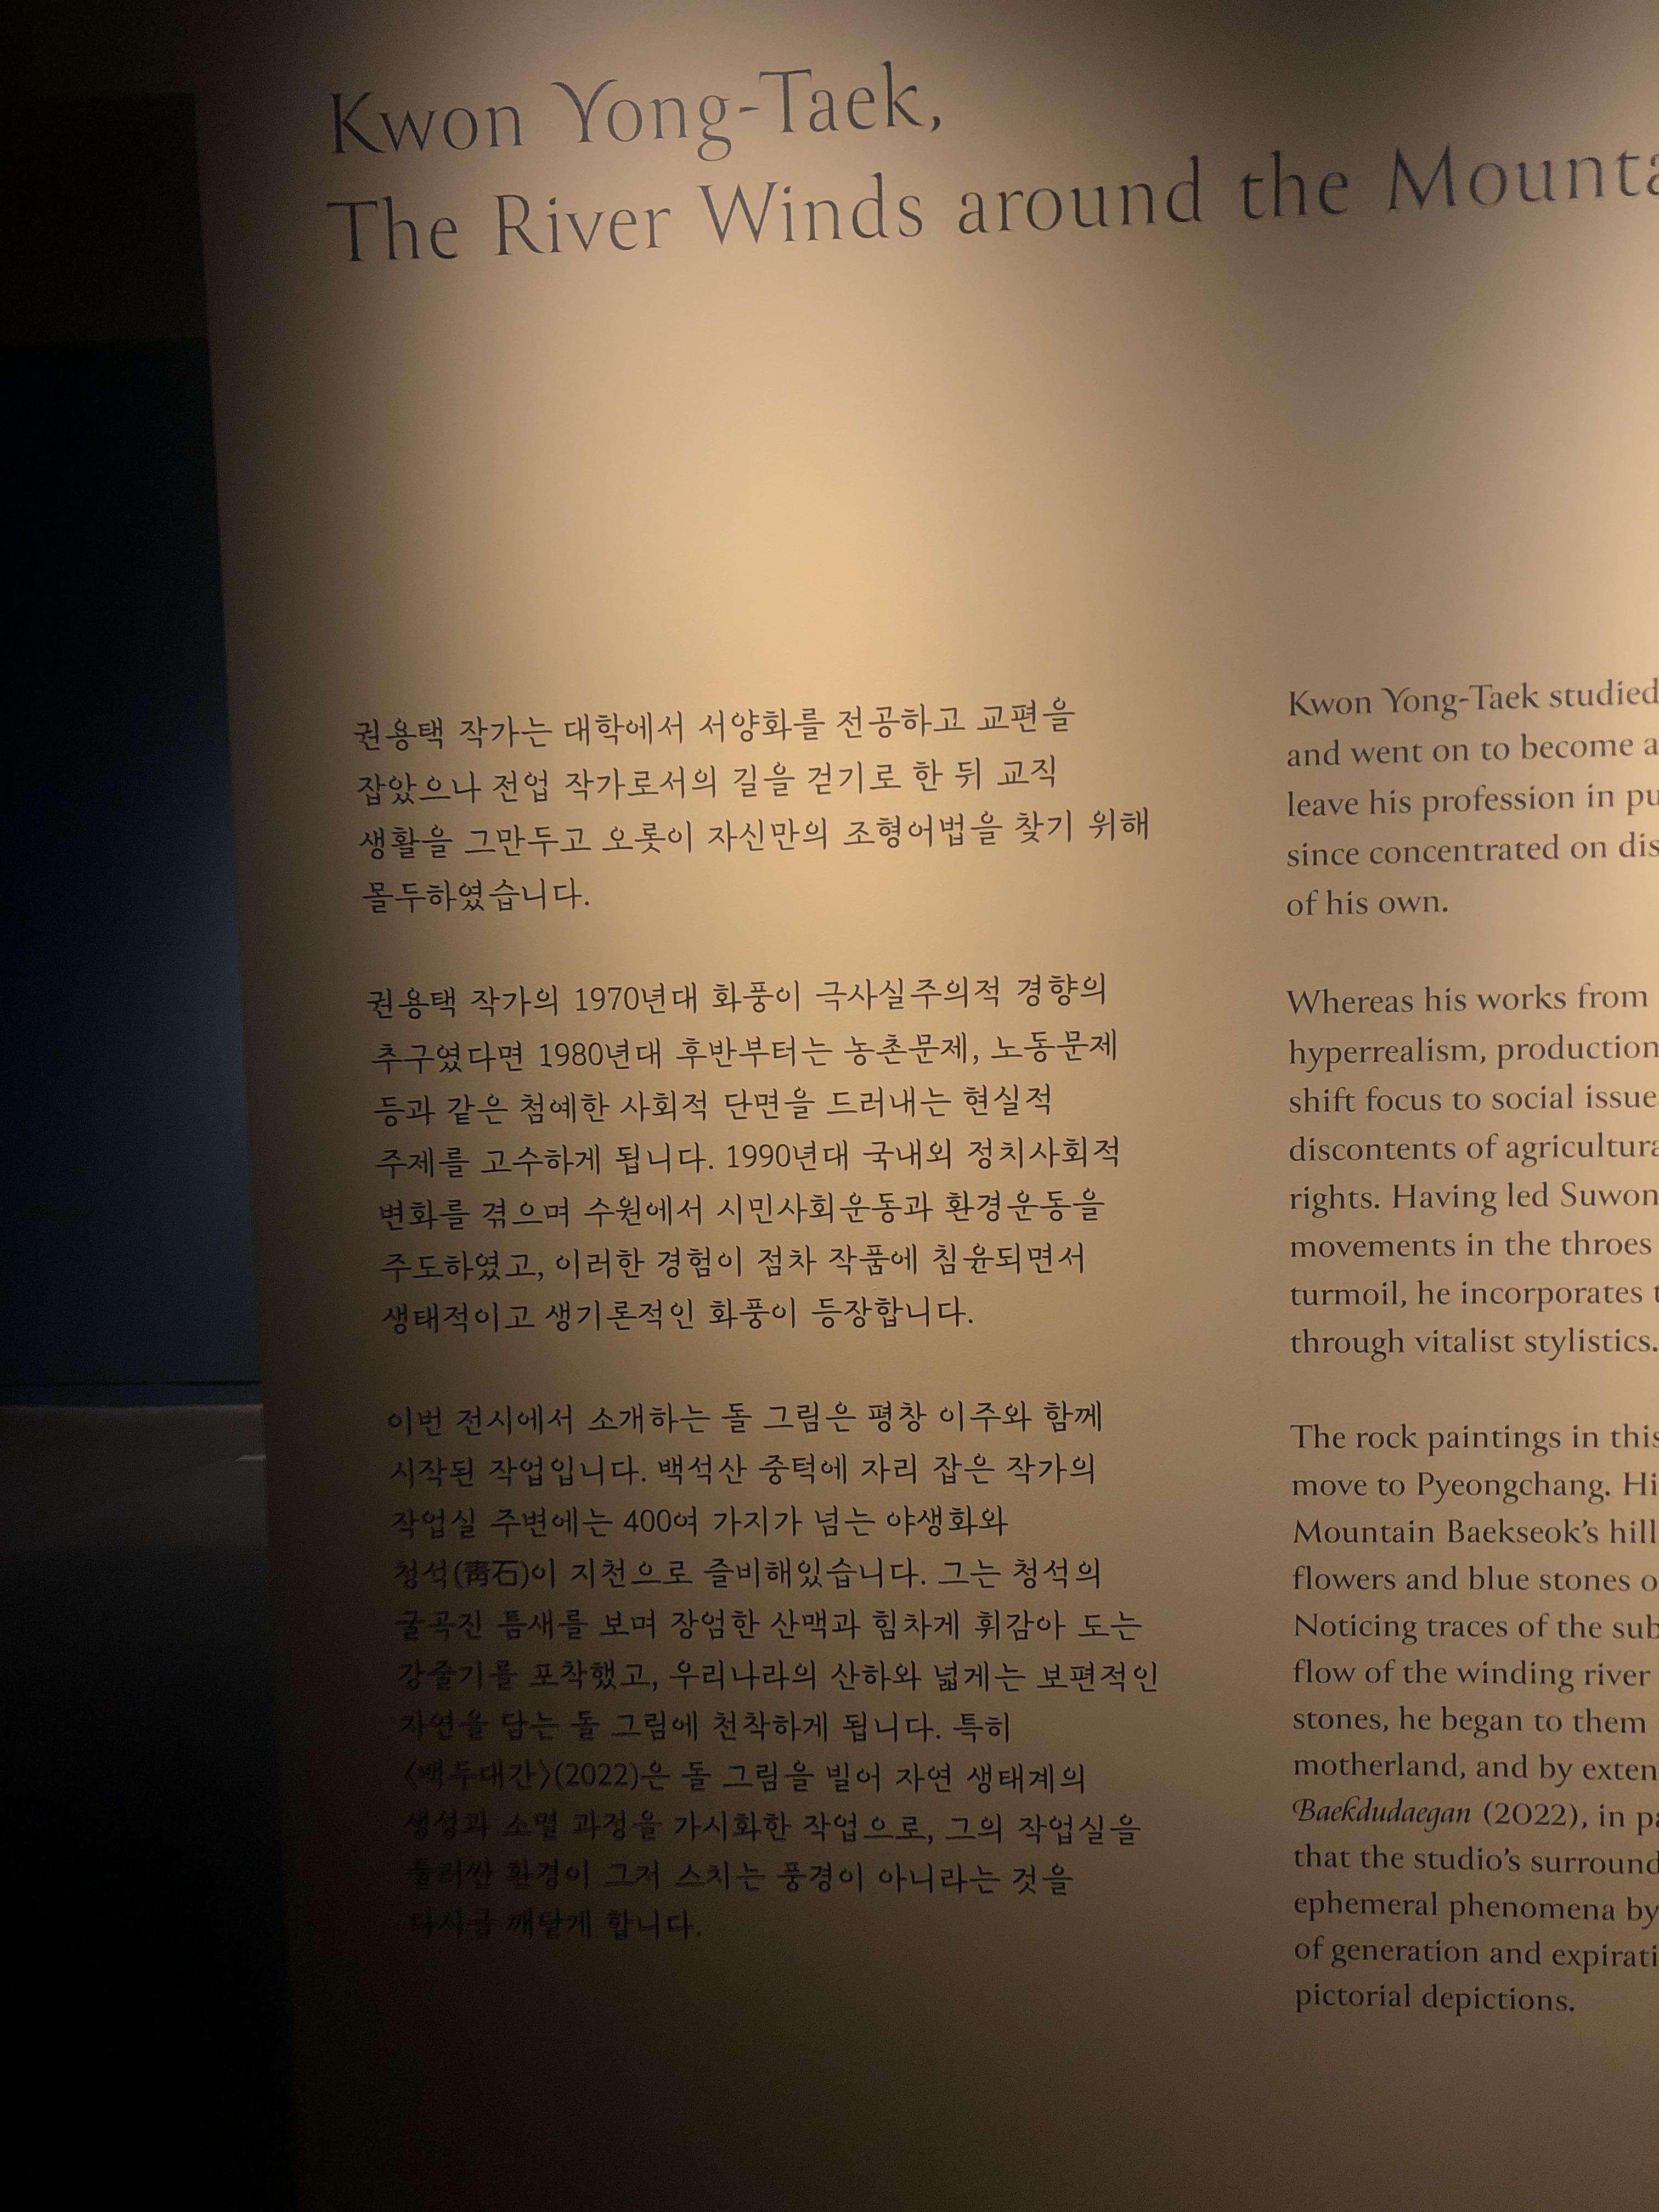 Kwon Yong-Taek,
The River Winds around the Mounta
권용택 작가는 대학에서 서양화를 전공하고 교편을
잡았으나 전업 작가로서의 길을 걷기로 한 뒤 교직
생활을 그만두고 오롯이 자신만의 조형어법을 찾기 위해
몰두하였습니다.
권용택 작가의 1970년대 화풍이 극사실주의적 경향의
추구였다면 1980년대 후반부터는 농촌문제, 노동문제
등과 같은 첨예한 사회적 단면을 드러내는 현실적
주제를 고수하게 됩니다. 1990년대 국내외 정치사회적
변화를 겪으며 수원에서 시민사회운동과 환경운동을
주도하였고, 이러한 경험이 점차 작품에 침윤되면서
생태적이고 생기론적인 화풍이 등장합니다.
이번 전시에서 소개하는 돌 그림은 평창 이주와 함께
시작된 작업입니다. 백석산 중턱에 자리 잡은 작가의
작업실 주변에는 400여 가지가 넘는 야생화와
청석(靑石)이 지천으로 즐비해있습니다. 그는 청석의
굴곡진 틈새를 보며 장엄한 산맥과 힘차게 휘감아 도는
강줄기를 포착했고, 우리나라의 산하와 넓게는 보편적인
자연을 담는 돌 그림에 천착하게 됩니다. 특히
〈백두대간〉(2022)은 돌 그림을 빌어 자연 생태계의
생성과 소멸 과정을 가시화한 작업으로, 그의 작업실을
둘러싼 환경이 그저 스치는 풍경이 아니라는 것을
다시금 깨닫게 합니다.
Kwon Yong-Taek studied
and went on to become a
leave his profession in pu
since concentrated on dis
of his own.
Whereas his works from
hyperrealism, production
shift focus to social issue
discontents of agricultura
rights. Having led Suwon
movements in the throes
turmoil, he incorporates t
through vitalist stylistics.
The rock paintings in this
move to Pyeongchang. Hi
Mountain Baekseok's hill
flowers and blue stones o
Noticing traces of the sub
flow of the winding river
stones, he began to them
motherland, and by exten
Baekdudaegan (2022), in pa
that the studio's surround
ephemeral phenomena by
of generation and expirati
pictorial depictions.